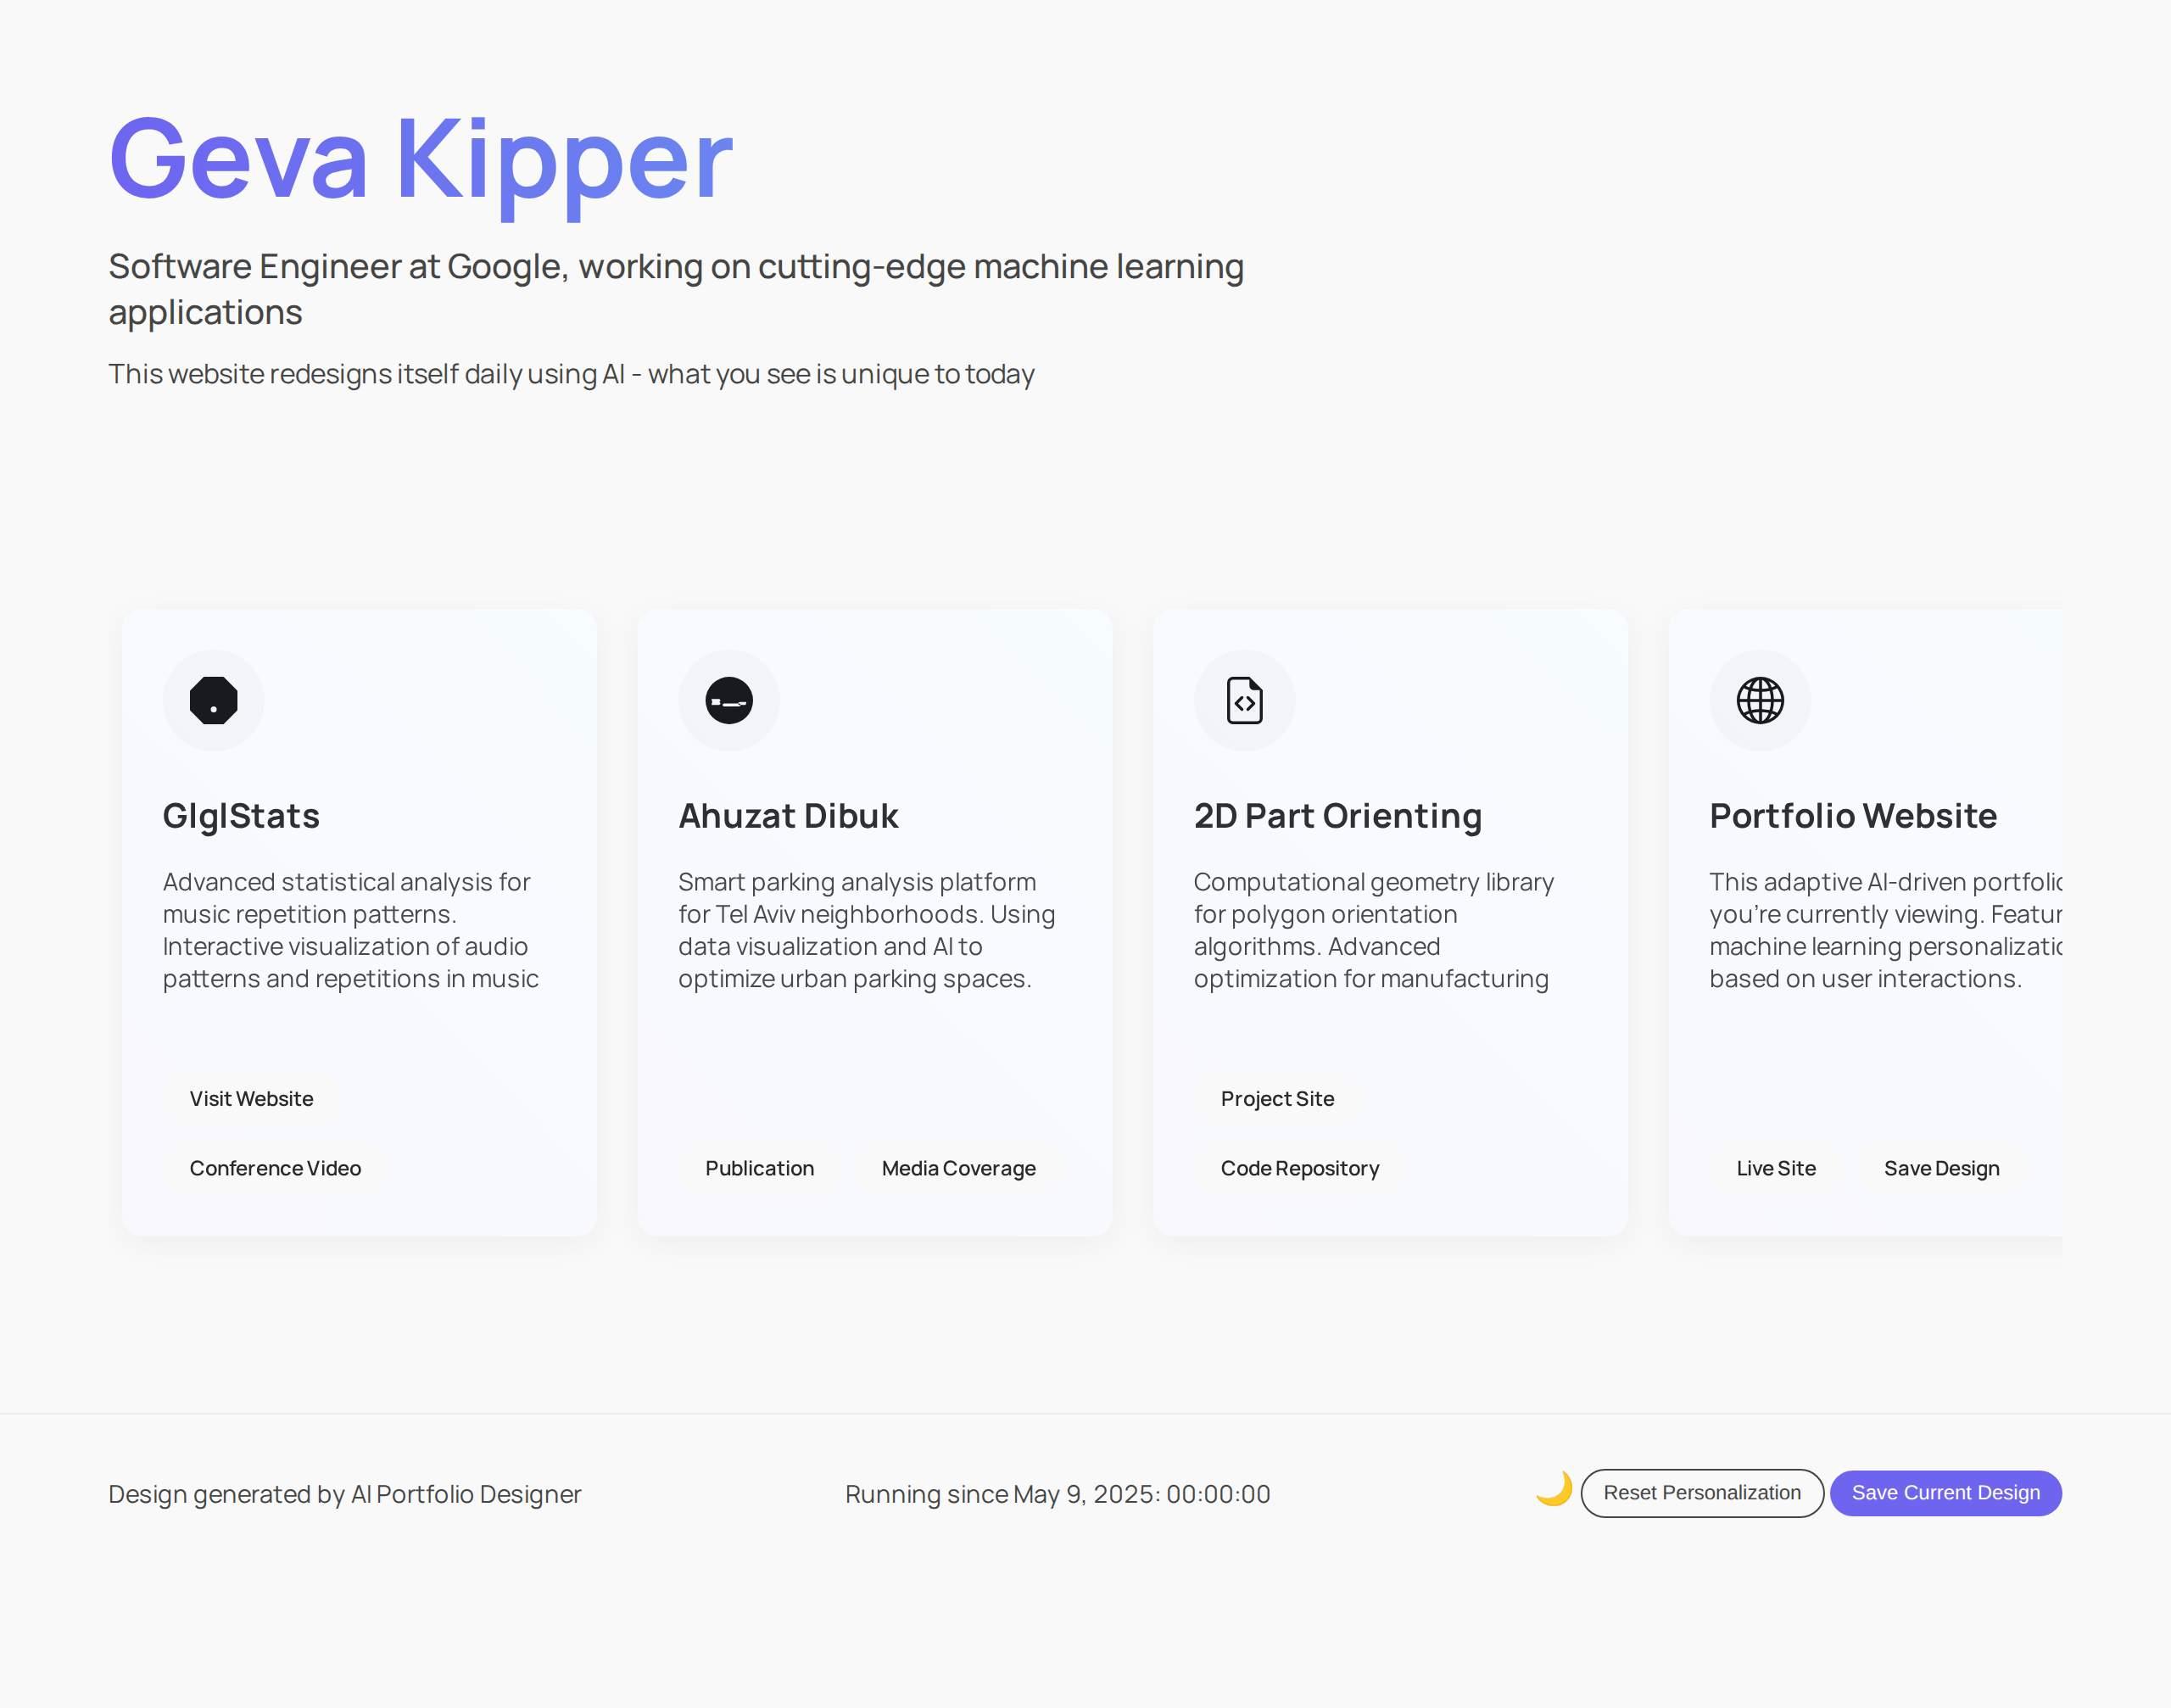 Geva Kipper
Software Engineer at Google, working on cutting-edge machine learning
applications
This website redesigns itself daily using AI - what you see is unique to today
GlglStats
Advanced statistical analysis for
music repetition patterns.
Interactive visualization of audio
patterns and repetitions in music
Visit Website
Conference Video
Ahuzat Dibuk
Smart parking analysis platform
for Tel Aviv neighborhoods. Using
data visualization and AI to
optimize urban parking spaces.
Publication
Media Coverage
2D Part Orienting
Computational geometry library
for polygon orientation
algorithms. Advanced
optimization for manufacturing
Project Site
Code Repository
Portfolio Website
This adaptive AI-driven
you're currently viewing.
machine learning
based on user interactions.
Live Site
Save Design
Design generated by AI Portfolio Designer
Running since May 9, 2025: 00:00:00
Reset Personalization
Save Current Design